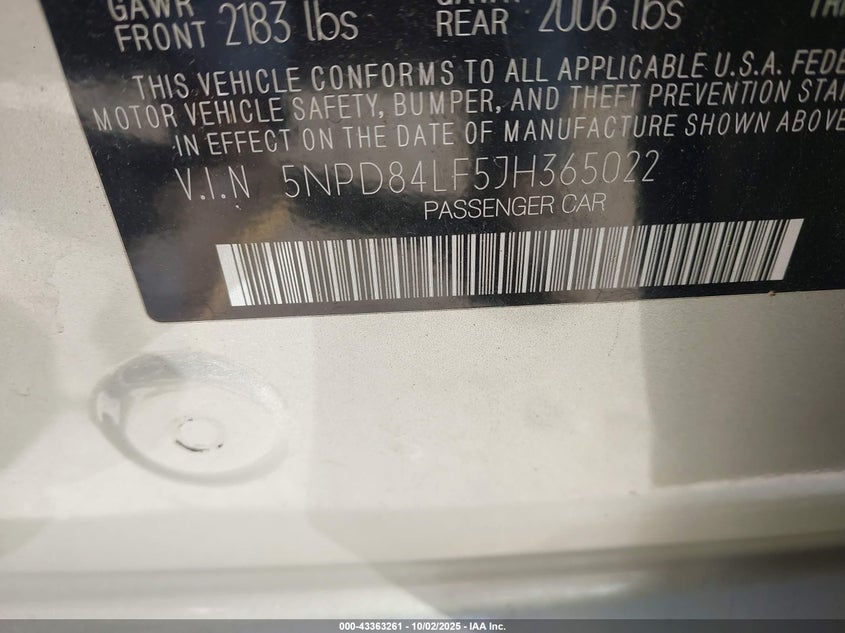 GAWR FRONT 2183 lbs GAWR REAR 2006 lbs
THIS VEHICLE CONFORMS TO ALL APPLICABLE U.S.A. FEDE
MOTOR VEHICLE SAFETY, BUMPER, AND THEFT PREVENTION STAN
IN EFFECT ON THE DATE OF MANUFACTURE SHOWN ABOVE
V.I.N 5NPD84LF5JH365022
PASSENGER CAR
000-43363261 - 10/02/2025 - IAA Inc.